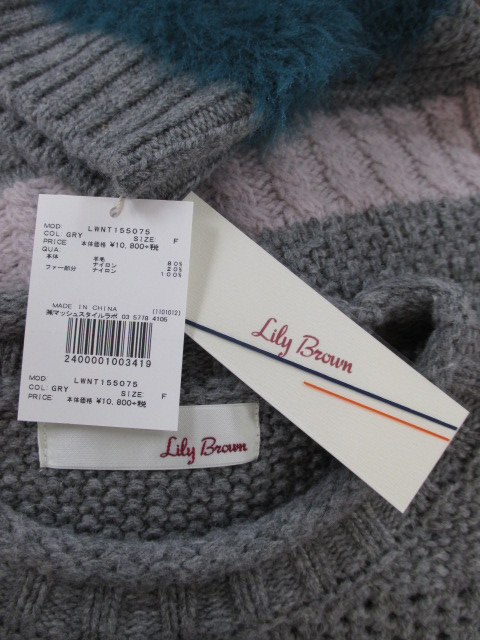 MOD: LWNT155075
COL: GRY SIZE: F
PRICE 本体価格 ¥10,800+税
QUA:
本体 羊毛 80%
ナイロン 20%
ファー部分 ナイロン 100%
MADE IN CHINA [1101012]
㈱マッシュスタイルラボ 03 5778 4105
2400001003419
MOD: LWNT155075
COL: GRY SIZE: F
PRICE 本体価格 ¥10,800+税
Lily Brown
Lily Brown